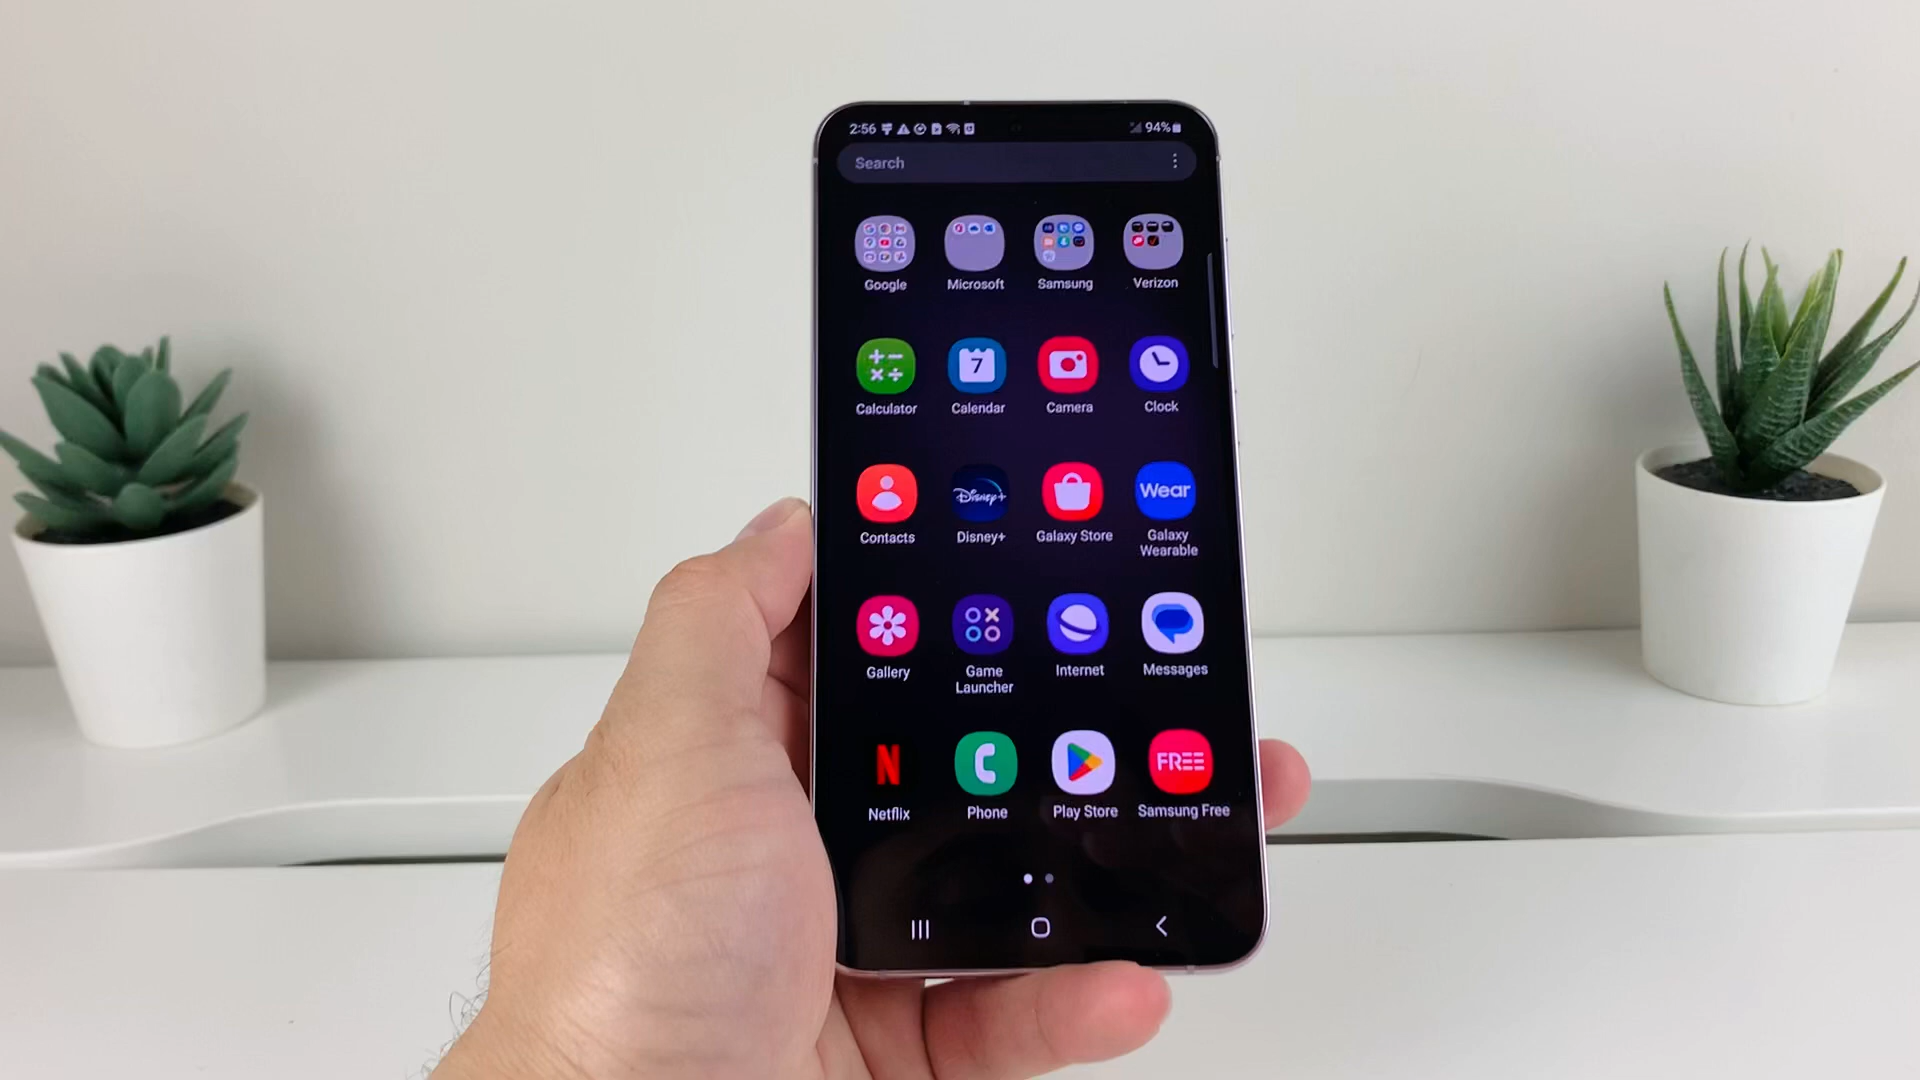 2:56 94%
Search
Google Microsoft Samsung Verizon
7
Calculator Calendar Camera Clock
Disney+ Wear
Contacts Disney+ Galaxy Store Galaxy
Wearable
Gallery Game Internet Messages
Launcher
N FREE
Netflix Phone Play Store Samsung Free